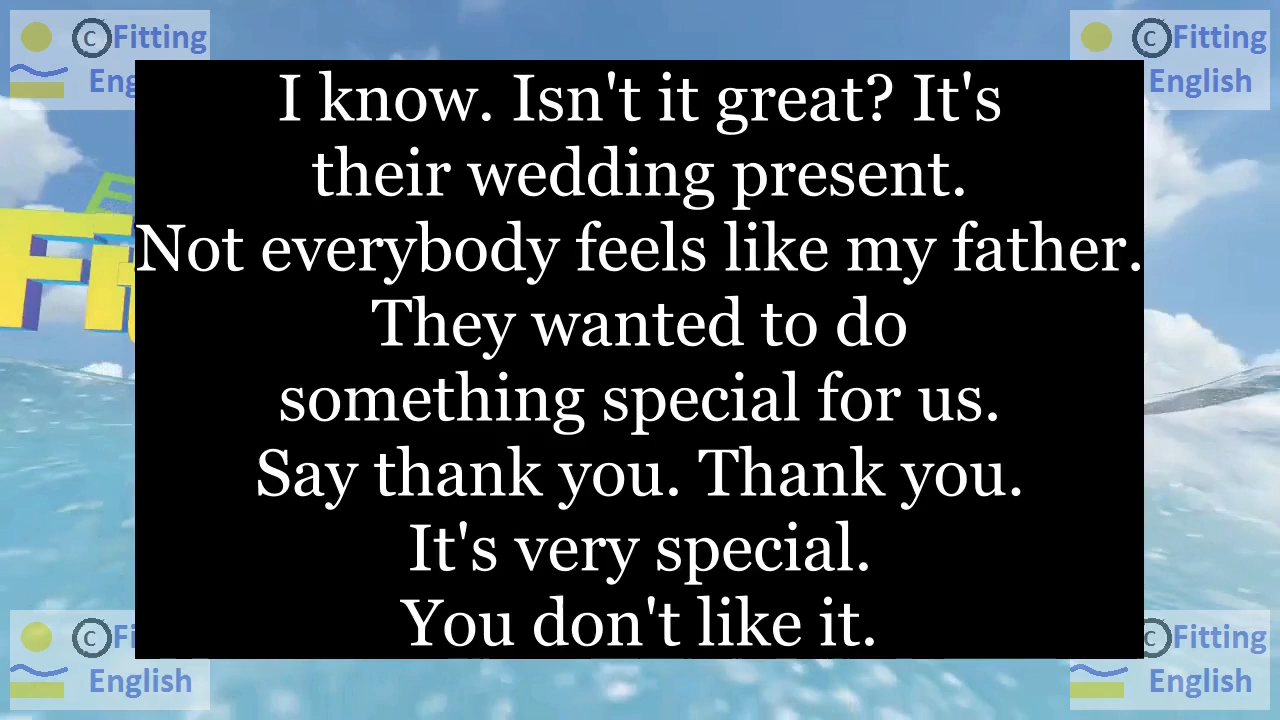 © Fitting
Eng
© Fitting
English
I know. Isn't it great? It's
their wedding present.
Not everybody feels like my father.
They wanted to do
something special for us.
Say thank you. Thank you.
It's very special.
You don't like it.
© Fi
English
© Fitting
English